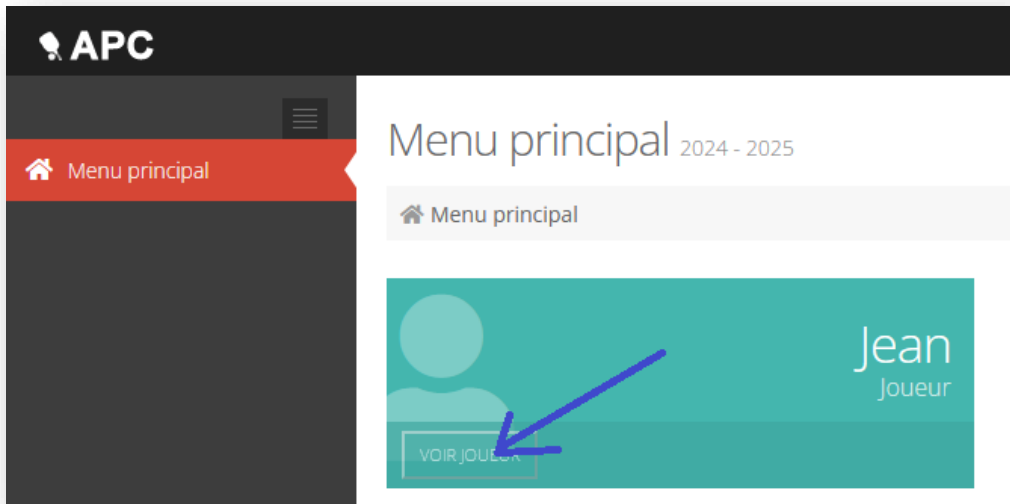 APC
Menu principal
Menu principal 2024 - 2025
Menu principal
Jean
Joueur
VOIR JOUEUR